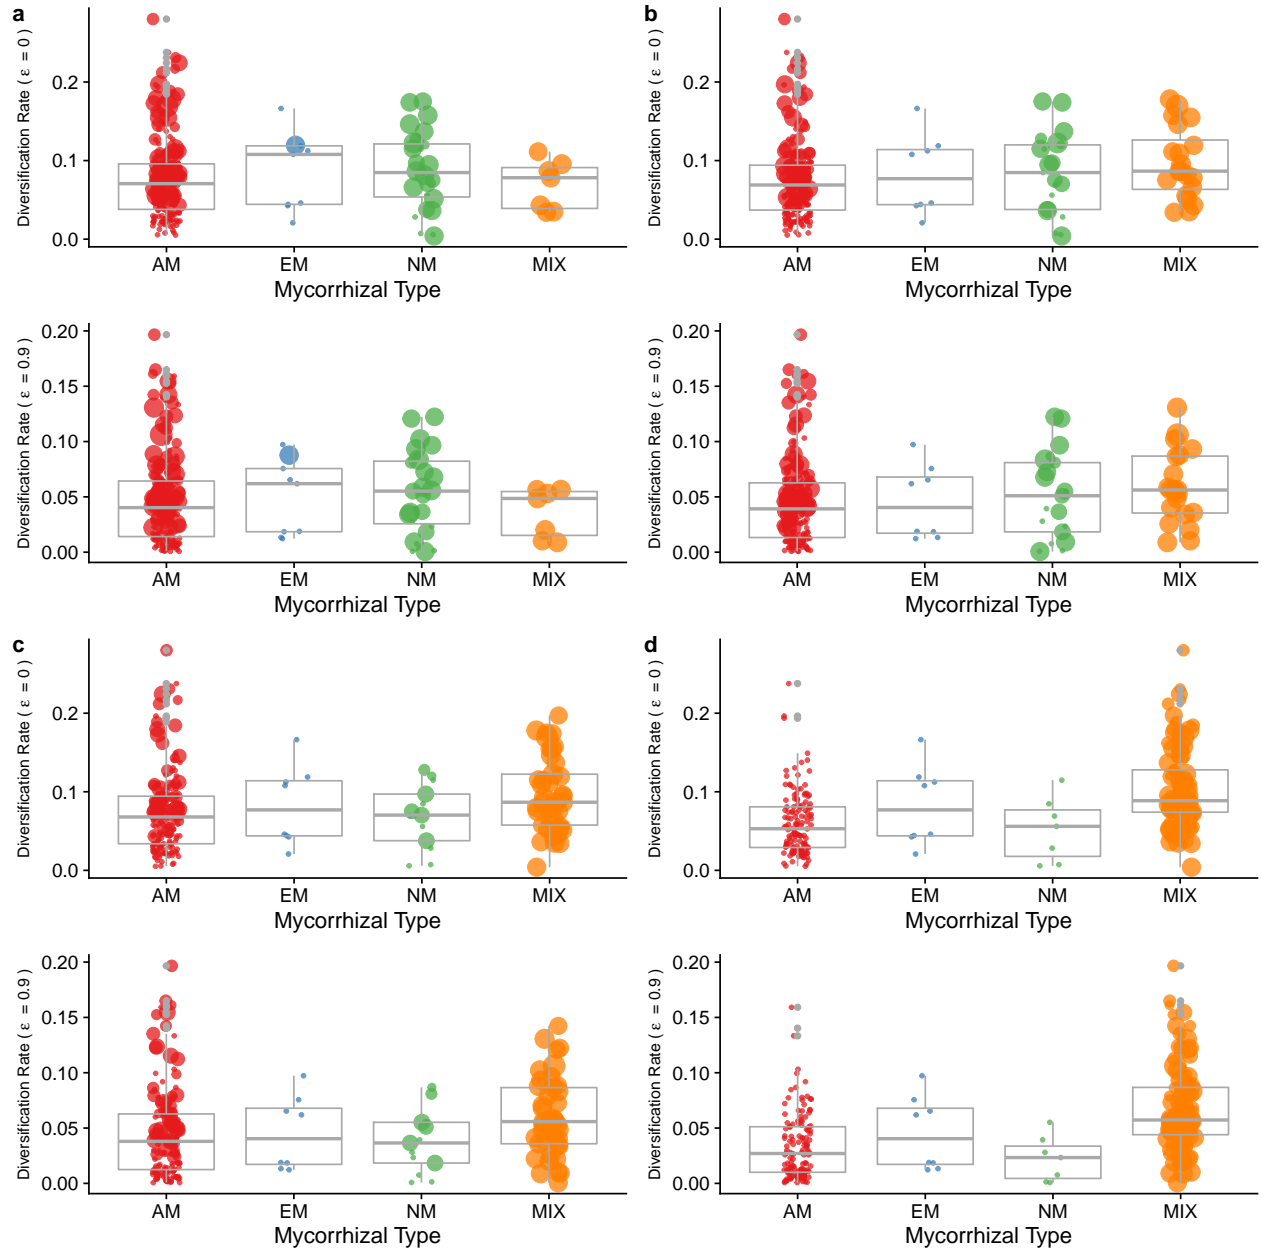 a
Diversification Rate ( ε = 0 )
0.2
0.1
0.0
AM EM NM MIX
Mycorrhizal Type
b
Diversification Rate ( ε = 0 )
0.2
0.1
0.0
AM EM NM MIX
Mycorrhizal Type
Diversification Rate ( ε = 0.9 )
0.20
0.15
0.10
0.05
0.00
AM EM NM MIX
Mycorrhizal Type
Diversification Rate ( ε = 0.9 )
0.20
0.15
0.10
0.05
0.00
AM EM NM MIX
Mycorrhizal Type
c
Diversification Rate ( ε = 0 )
0.2
0.1
0.0
AM EM NM MIX
Mycorrhizal Type
d
Diversification Rate ( ε = 0 )
0.2
0.1
0.0
AM EM NM MIX
Mycorrhizal Type
Diversification Rate ( ε = 0.9 )
0.20
0.15
0.10
0.05
0.00
AM EM NM MIX
Mycorrhizal Type
Diversification Rate ( ε = 0.9 )
0.20
0.15
0.10
0.05
0.00
AM EM NM MIX
Mycorrhizal Type